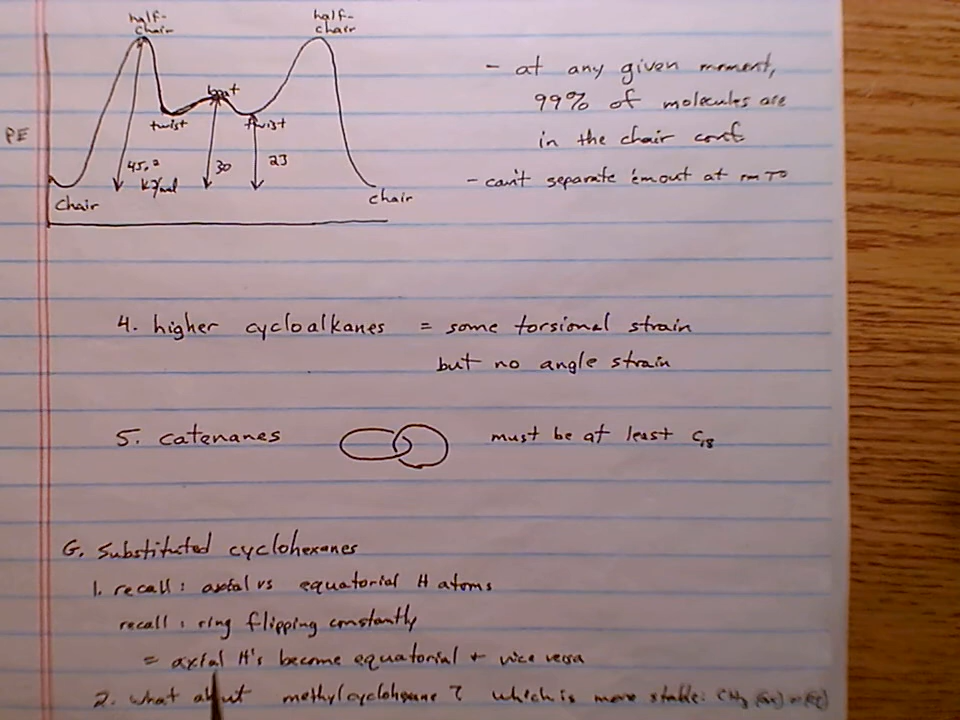 half- half-
chair chair
boat
twist twist
PE
45.2 30 23
kJ/mol
chair chair
- at any given moment,
99% of molecules are
in the chair conf
- can't separate 'em out at rm T°
4. higher cycloalkanes = some torsional strain
but no angle strain
5. catenanes must be at least C18
G. Substituted cyclohexanes
1. recall: axial vs equatorial H atoms
recall: ring flipping constantly
= axial H's become equatorial + vice versa
2. what about methylcyclohexane? which is more stable: CH3